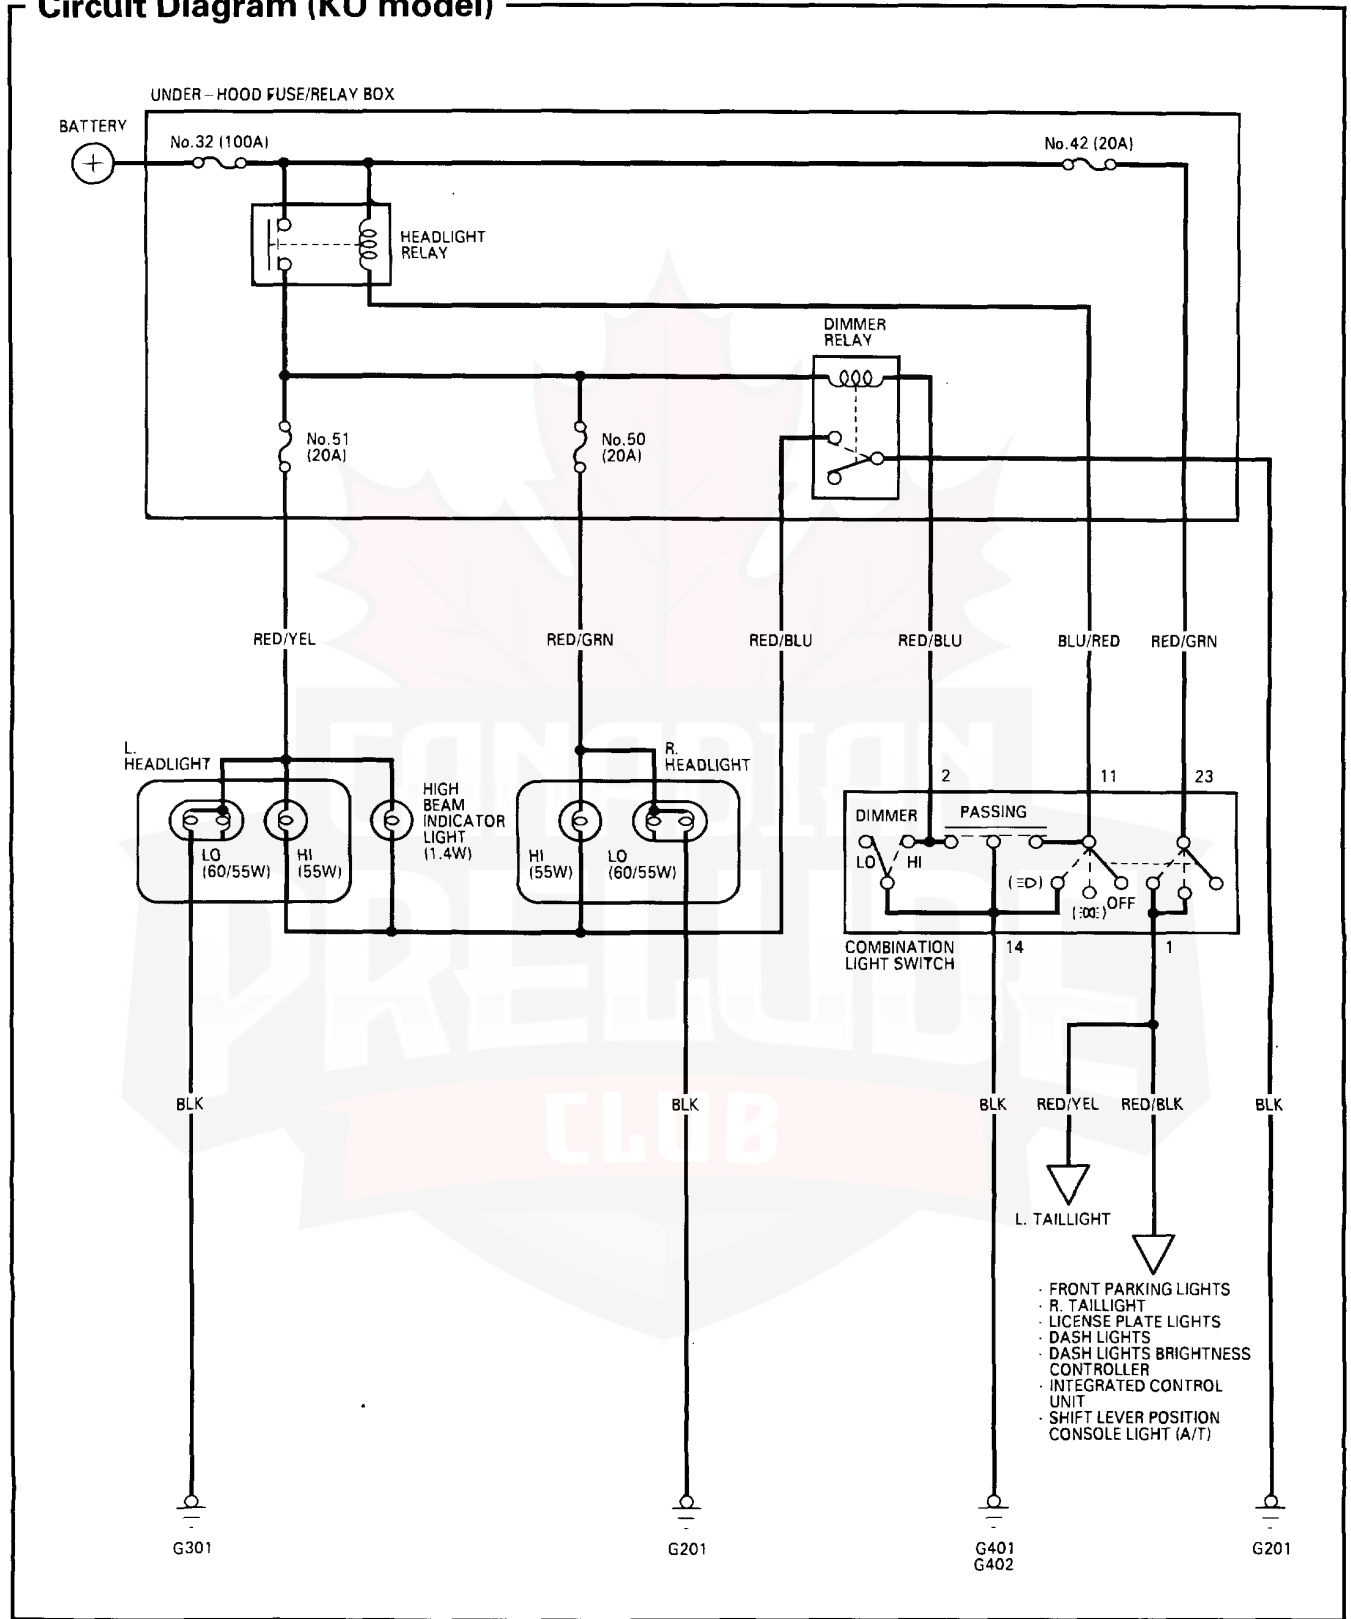 Circuit Diagram (KU model)
UNDER-HOOD FUSE/RELAY BOX
BATTERY
No.32 (100A)
No.42 (20A)
HEADLIGHT
RELAY
DIMMER
RELAY
No.51
(20A)
No.50
(20A)
RED/YEL
RED/GRN
RED/BLU
RED/BLU
BLU/RED
RED/GRN
CANADIAN
PRELUDE
CLUB
L.
HEADLIGHT
R.
HEADLIGHT
HIGH
BEAM
INDICATOR
LIGHT
(1.4W)
LO
(60/55W)
HI
(55W)
HI
(55W)
LO
(60/55W)
2
11
23
DIMMER
PASSING
LO
HI
OFF
COMBINATION
LIGHT SWITCH
14
1
BLK
BLK
BLK
RED/YEL
RED/BLK
BLK
L. TAILLIGHT
· FRONT PARKING LIGHTS
· R. TAILLIGHT
· LICENSE PLATE LIGHTS
· DASH LIGHTS
· DASH LIGHTS BRIGHTNESS
CONTROLLER
· INTEGRATED CONTROL
UNIT
· SHIFT LEVER POSITION
CONSOLE LIGHT (A/T)
G301
G201
G401
G402
G201